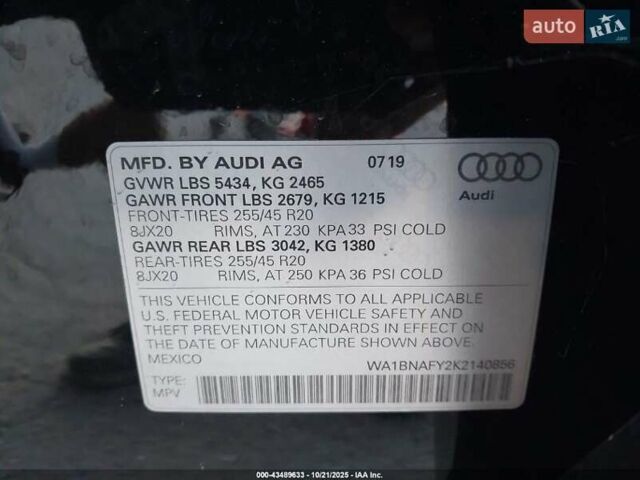 auto RIA
.com
MFD. BY AUDI AG 07 19
GVWR LBS 5434, KG 2465
GAWR FRONT LBS 2679, KG 1215
FRONT-TIRES 255/45 R20
8JX20 RIMS, AT 230 KPA 33 PSI COLD
GAWR REAR LBS 3042, KG 1380
REAR-TIRES 255/45 R20
8JX20 RIMS, AT 250 KPA 36 PSI COLD
Audi
THIS VEHICLE CONFORMS TO ALL APPLICABLE
U.S. FEDERAL MOTOR VEHICLE SAFETY AND
THEFT PREVENTION STANDARDS IN EFFECT ON
THE DATE OF MANUFACTURE SHOWN ABOVE.
MEXICO WA1BNAFY2K2140856
TYPE:
MPV
000-43489633 - 10/21/2025 - IAA Inc.